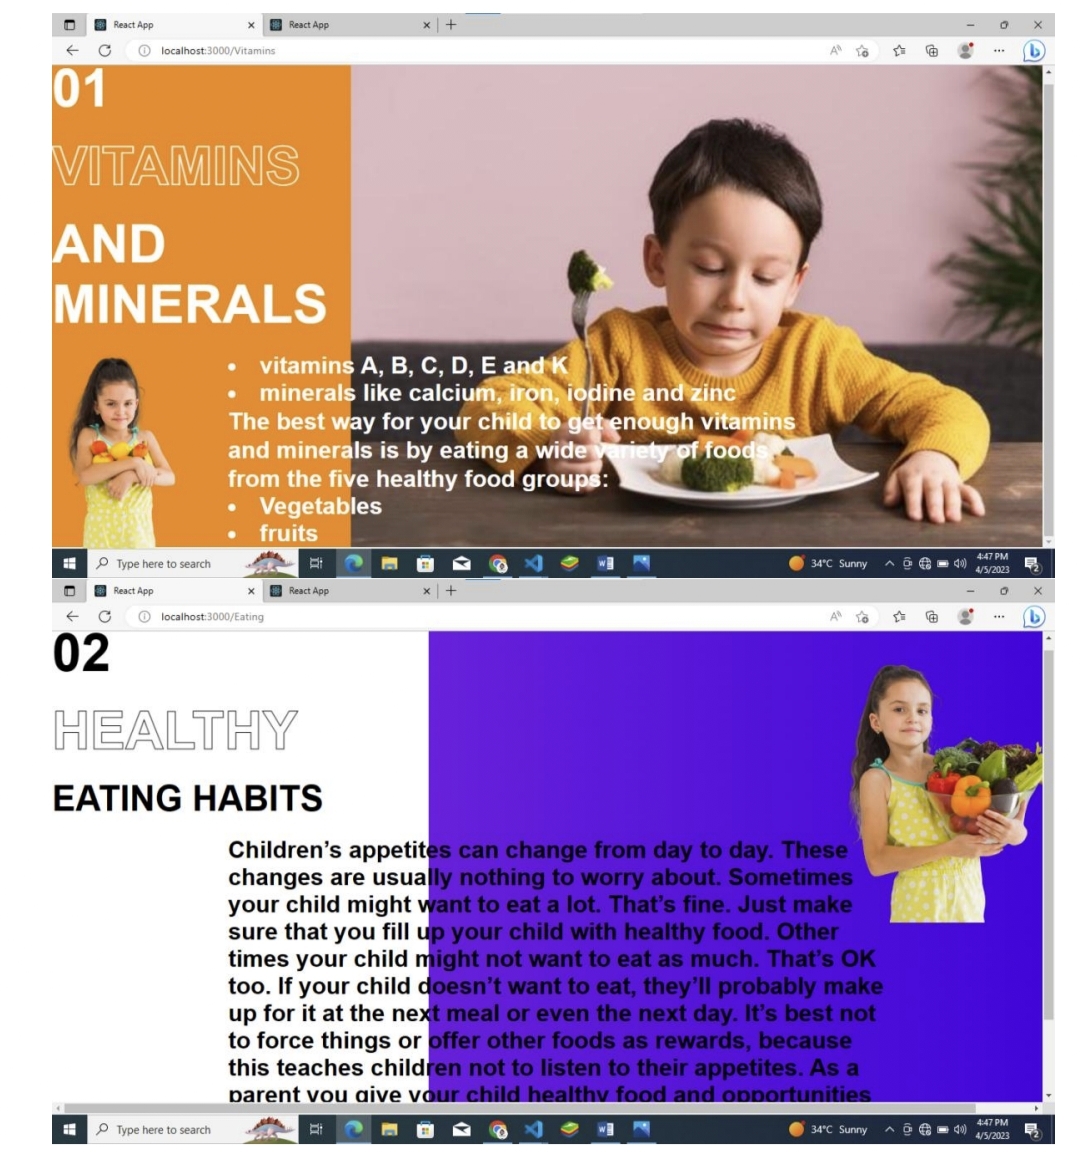 React App
React App
localhost:3000/Vitamins
01
VITAMINS
AND
MINERALS
• vitamins A, B, C, D, E and K
• minerals like calcium, iron, iodine and zinc
The best way for your child to get enough vitamins
and minerals is by eating a wide variety of foods
from the five healthy food groups:
• Vegetables
• fruits
Type here to search
34°C Sunny
4:47 PM
4/5/2023
2
React App
React App
localhost:3000/Eating
02
HEALTHY
EATING HABITS
Children’s appetites can change from day to day. These
changes are usually nothing to worry about. Sometimes
your child might want to eat a lot. That’s fine. Just make
sure that you fill up your child with healthy food. Other
times your child might not want to eat as much. That’s OK
too. If your child doesn’t want to eat, they’ll probably make
up for it at the next meal or even the next day. It’s best not
to force things or offer other foods as rewards, because
this teaches children not to listen to their appetites. As a
parent you give your child healthy food and opportunities
Type here to search
34°C Sunny
4:47 PM
4/5/2023
2